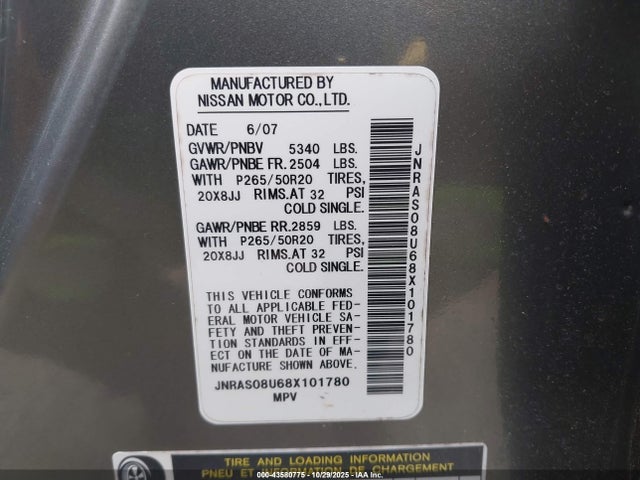 MANUFACTURED BY
NISSAN MOTOR CO.,LTD.
DATE 6/07
GVWR/PNBV 5340 LBS.
GAWR/PNBE FR.2504 LBS.
WITH P265/50R20 TIRES,
20X8JJ RIMS.AT 32 PSI
COLD SINGLE.
GAWR/PNBE RR.2859 LBS.
WITH P265/50R20 TIRES,
20X8JJ RIMS.AT 32 PSI
COLD SINGLE.
THIS VEHICLE CONFORMS
TO ALL APPLICABLE FED-
ERAL MOTOR VEHICLE SA-
FETY AND THEFT PREVEN-
TION STANDARDS IN EFF-
ECT ON THE DATE OF MA-
NUFACTURE SHOWN ABOVE.
JNRAS08U68X101780
MPV
JNRAS08U68X101780
TIRE AND LOADING INFORMATION
PNEU ET INFORMATION DE CHARGEMENT
000-43580775 - 10/29/2025 - IAA Inc.